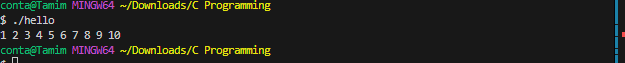 conta@Tamim MINGW64 ~/Downloads/C Programming
$ ./hello
1 2 3 4 5 6 7 8 9 10
conta@Tamim MINGW64 ~/Downloads/C Programming
$